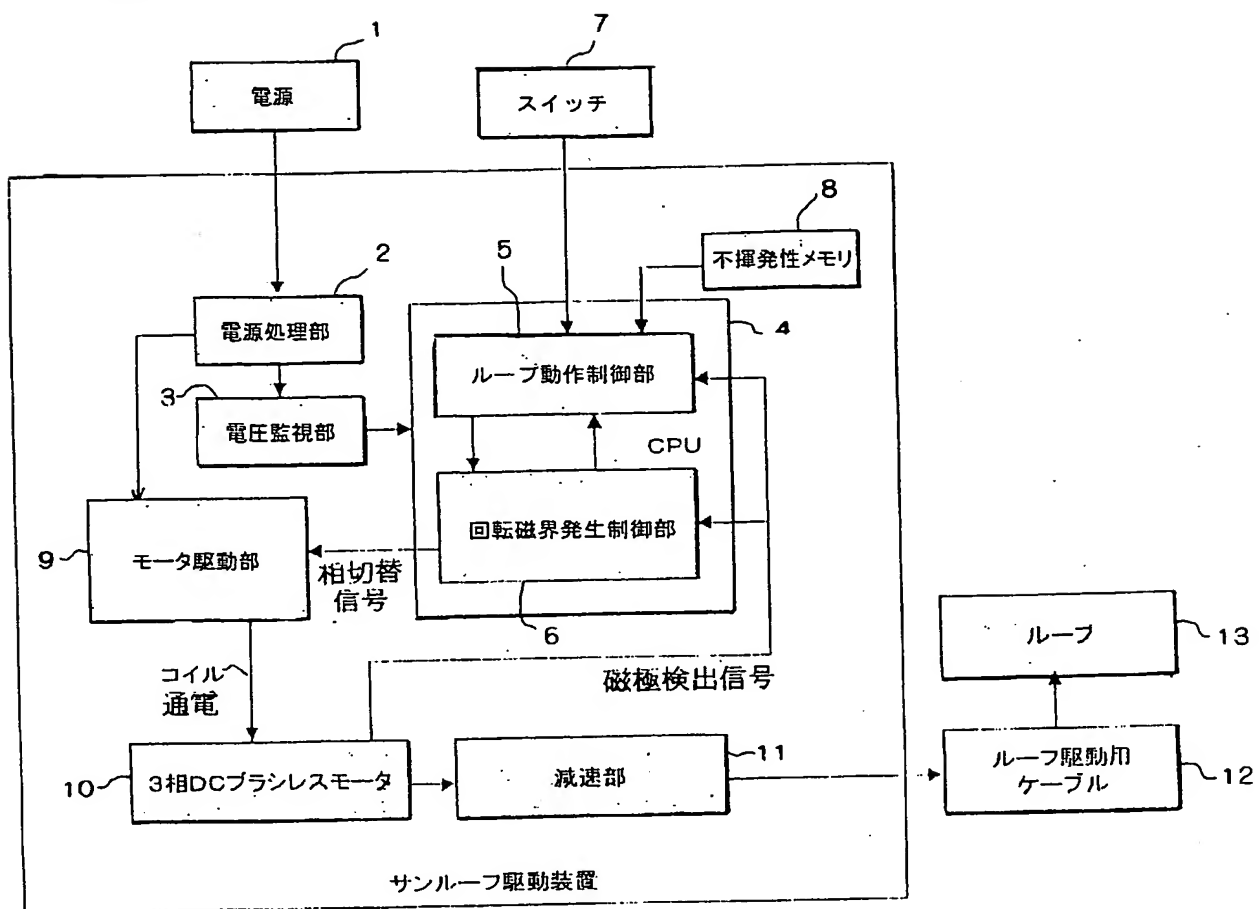 1
電源
7
スイッチ
8
不揮発性メモリ
2
電源処理部
5
ループ動作制御部
4
3
電圧監視部
CPU
回転磁界発生制御部
9
モータ駆動部
相切替
信号
6
ループ
13
コイル
通電
磁極検出信号
10
3相DCブラシレスモータ
11
減速部
ルーフ駆動用
ケーブル
12
サンルーフ駆動装置